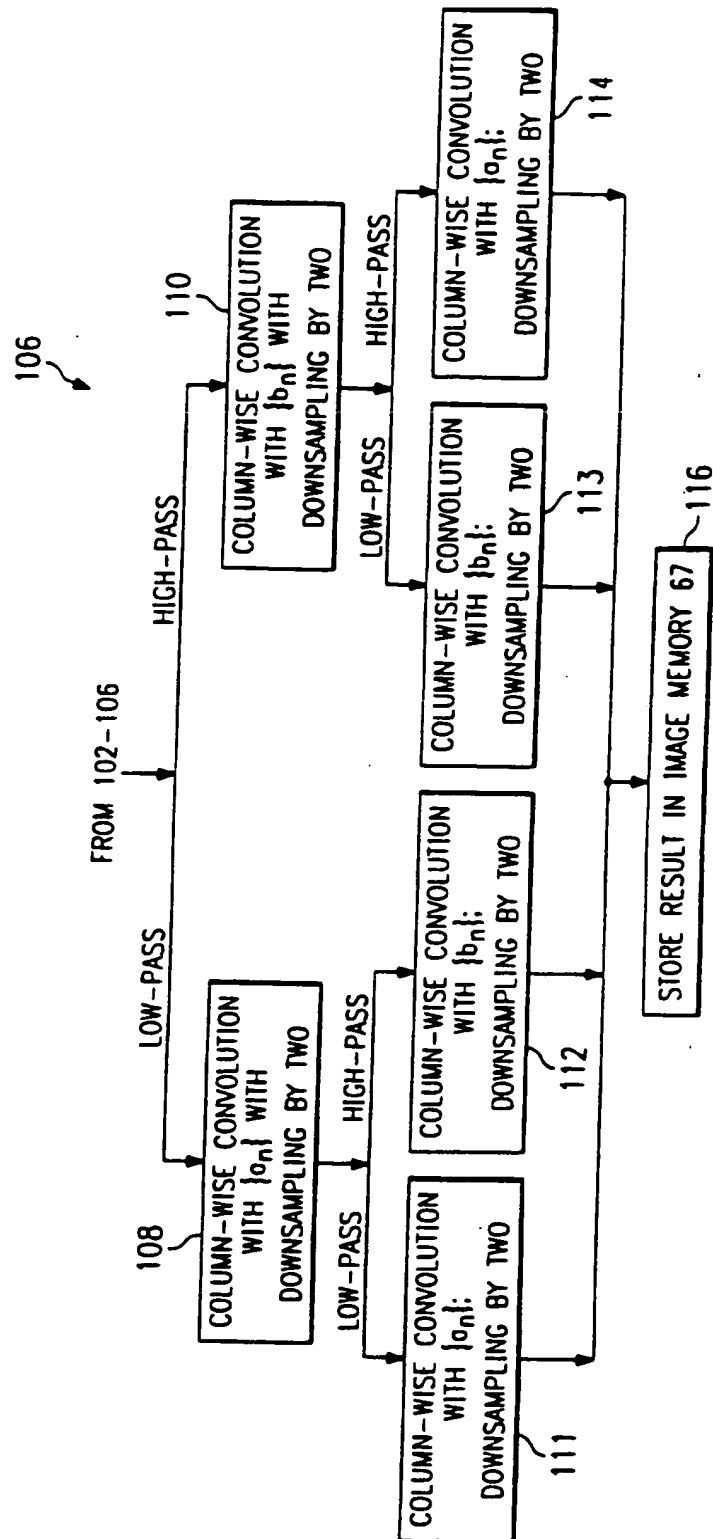 106
FROM 102-106
LOW-PASS
HIGH-PASS
108
COLUMN-WISE CONVOLUTION
WITH {aₙ} WITH
DOWNSAMPLING BY TWO
110
COLUMN-WISE CONVOLUTION
WITH {bₙ} WITH
DOWNSAMPLING BY TWO
LOW-PASS
HIGH-PASS
LOW-PASS
HIGH-PASS
COLUMN-WISE CONVOLUTION
WITH {aₙ}:
DOWNSAMPLING BY TWO
111
COLUMN-WISE CONVOLUTION
WITH {bₙ}:
DOWNSAMPLING BY TWO
112
COLUMN-WISE CONVOLUTION
WITH {bₙ}:
DOWNSAMPLING BY TWO
113
COLUMN-WISE CONVOLUTION
WITH {aₙ}:
DOWNSAMPLING BY TWO
114
STORE RESULT IN IMAGE MEMORY 67
116